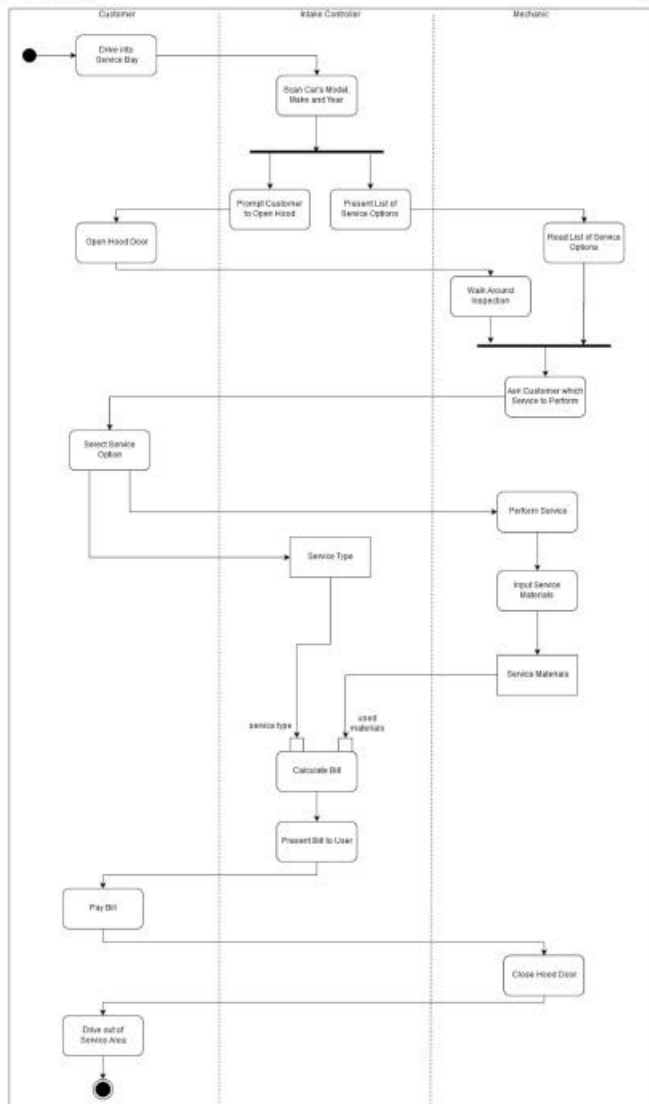 Customer
Intake Controller
Mechanic
Drive into
Service Bay
Scan Car's Model,
Make and Year
Prompt Customer
to Open Hood
Present List of
Service Options
Open Hood Door
Read List of Service
Options
Walk Around
Inspection
Ask Customer which
Service to Perform
Select Service
Option
Perform Service
Service Type
Input Service
Materials
Service Materials
service type
used
materials
Calculate Bill
Present Bill to User
Pay Bill
Close Hood Door
Drive out of
Service Area